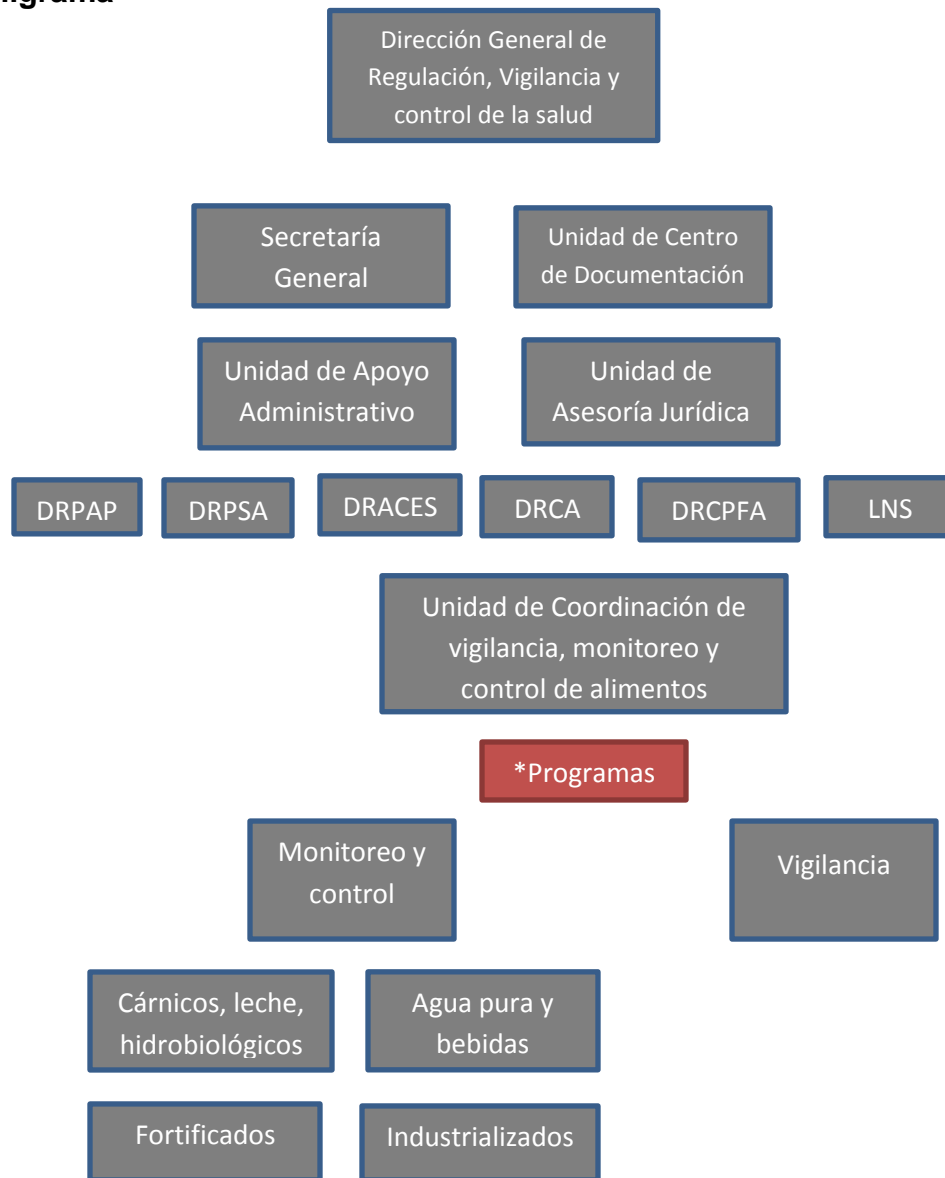 Dirección General de
Regulación, Vigilancia y
control de la salud
Secretaría
General
Unidad de Centro
de Documentación
Unidad de Apoyo
Administrativo
Unidad de
Asesoría Jurídica
DRPAP
DRPSA
DRACES
DRCA
DRCPFA
LNS
Unidad de Coordinación de
vigilancia, monitoreo y
control de alimentos
*Programas
Monitoreo y
control
Vigilancia
Cárnicos, leche,
hidrobiológicos
Agua pura y
bebidas
Fortificados
Industrializados